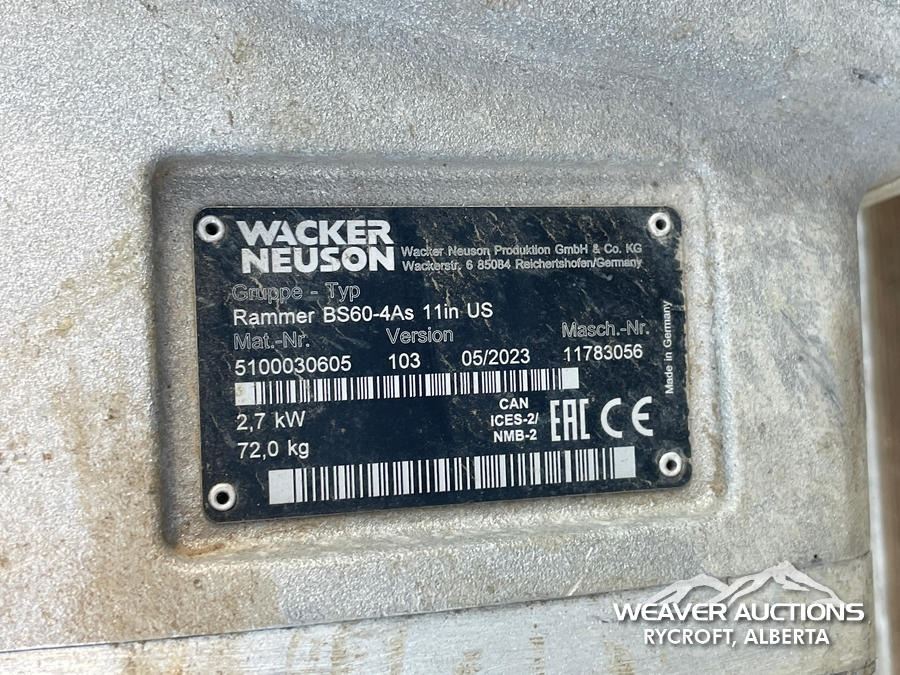 WACKER
NEUSON
Wacker Neuson Produktion GmbH & Co. KG
Wackerstr. 6 85084 Reichertshofen/Germany
Gruppe - Typ
Rammer BS60-4As 11in US
Mat.-Nr. Version Masch.-Nr.
5100030605 103 05/2023 11783056
2,7 kW
72,0 kg
CAN
ICES-2/
NMB-2
EAC CE
Made in Germany
WEAVER AUCTIONS
RYCROFT, ALBERTA